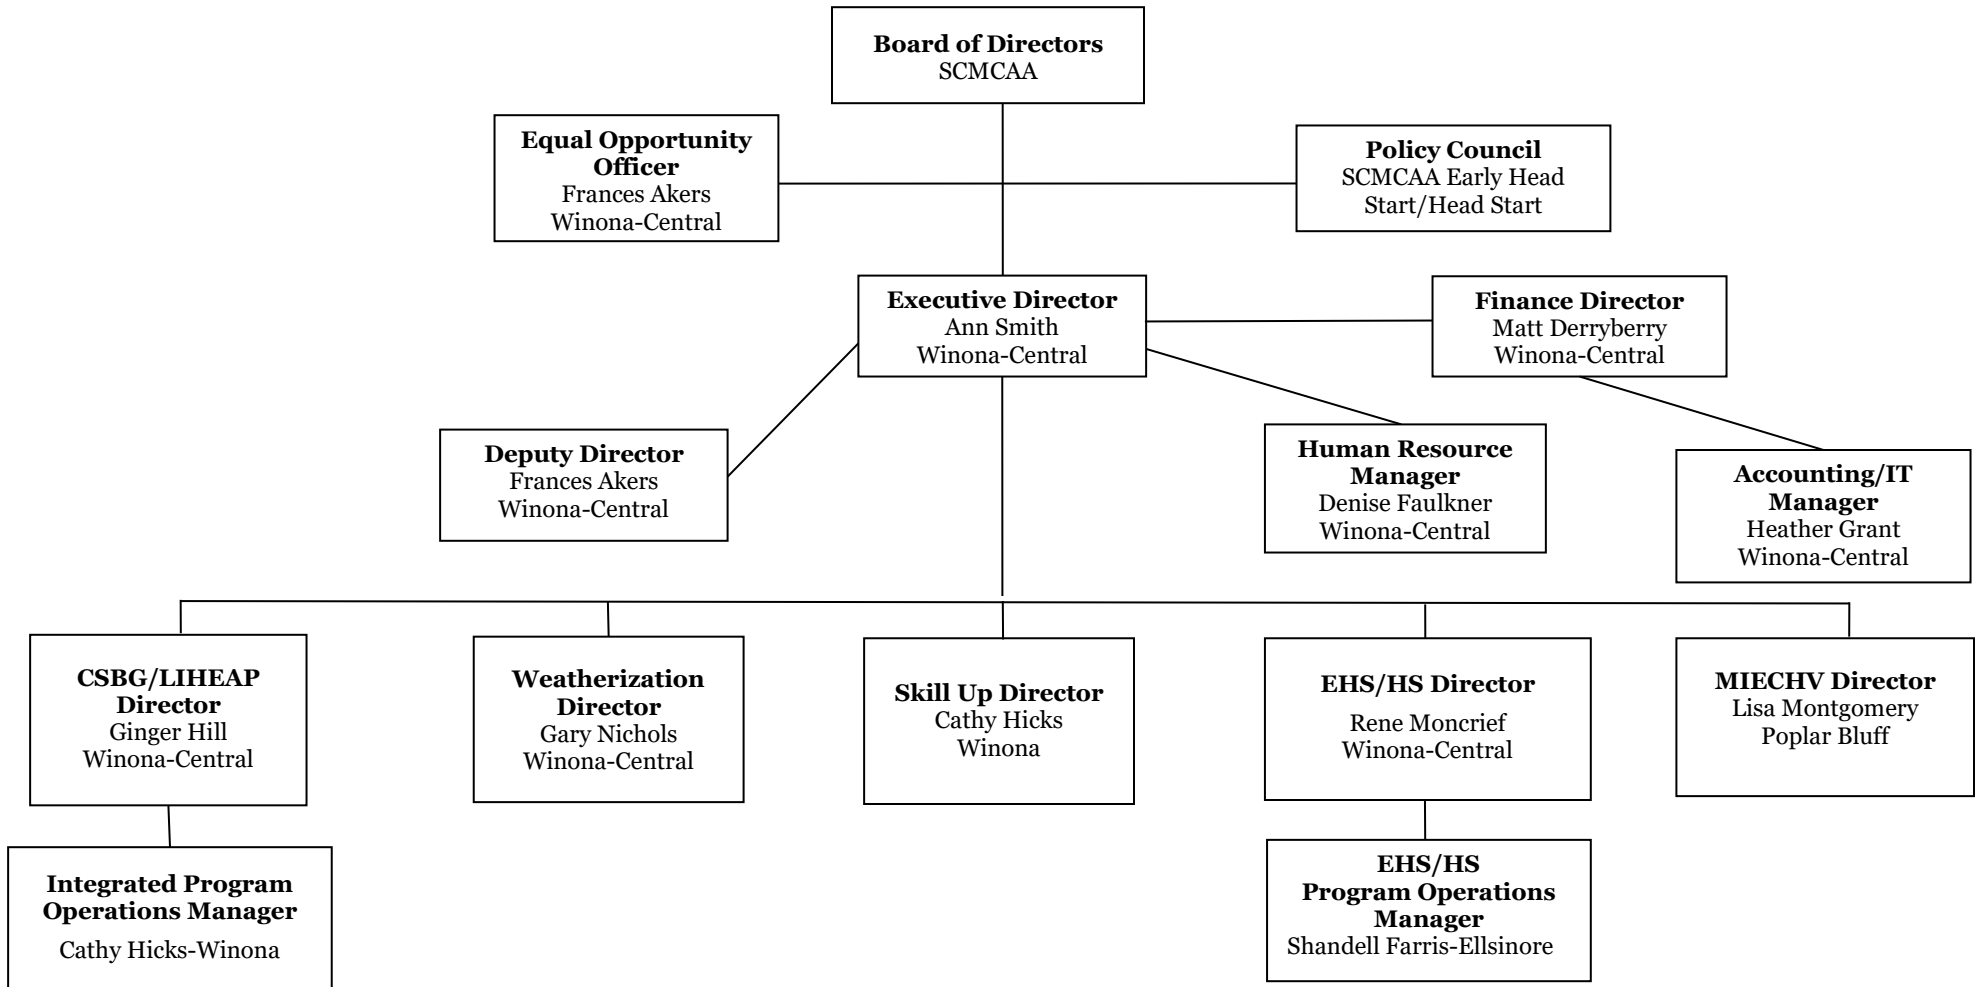 Board of Directors
SCMCAA
Equal Opportunity
Officer
Frances Akers
Winona-Central
Policy Council
SCMCAA Early Head
Start/Head Start
Executive Director
Ann Smith
Winona-Central
Finance Director
Matt Derryberry
Winona-Central
Deputy Director
Frances Akers
Winona-Central
Human Resource
Manager
Denise Faulkner
Winona-Central
Accounting/IT
Manager
Heather Grant
Winona-Central
CSBG/LIHEAP
Director
Ginger Hill
Winona-Central
Weatherization
Director
Gary Nichols
Winona-Central
Skill Up Director
Cathy Hicks
Winona
EHS/HS Director
Rene Moncrief
Winona-Central
MIECHV Director
Lisa Montgomery
Poplar Bluff
Integrated Program
Operations Manager
Cathy Hicks-Winona
EHS/HS
Program Operations
Manager
Shandell Farris-Ellsinore